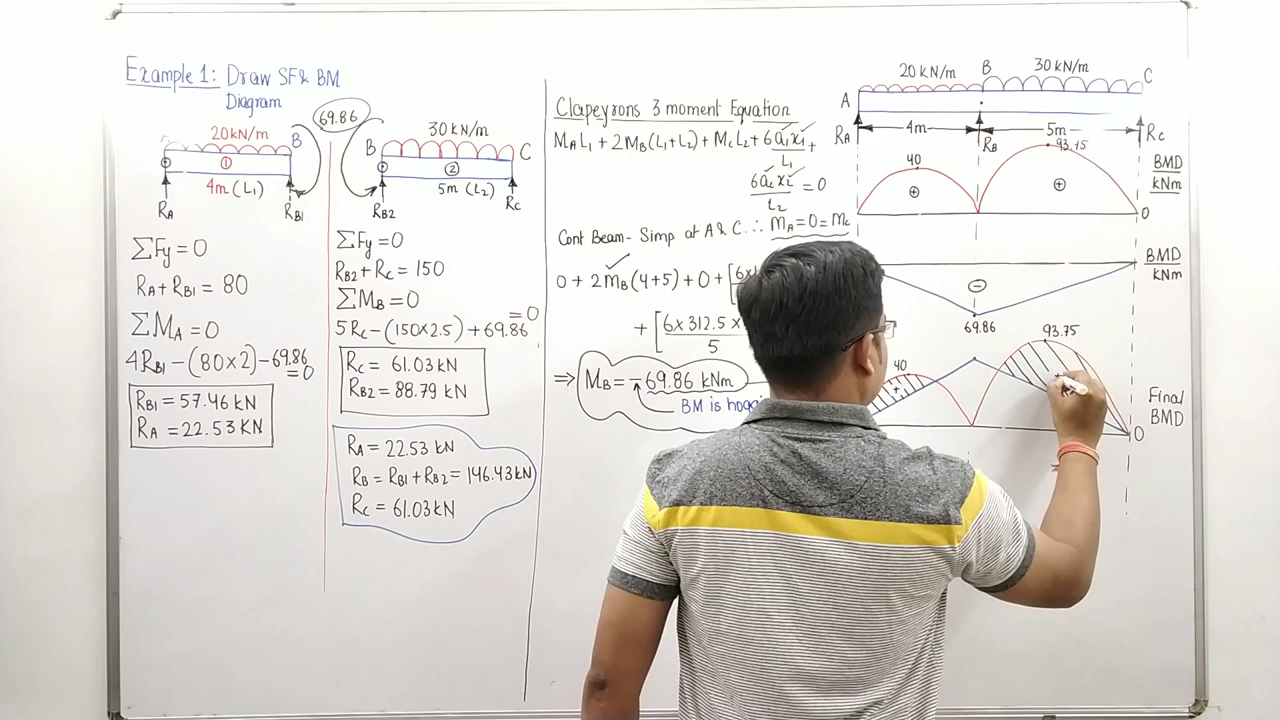 Example 1: Draw SF & BM
Diagram
69.86
20kN/m
B
①
4m (L₁)
RA
RB1
ΣFy = 0
RA + RB1 = 80
ΣMA = 0
4RB1 − (80×2) − 69.86
= 0
RB1 = 57.46 kN
RA = 22.53 KN
30 KN/m
B
C
②
5m (L₂)
RB2
Rc
ΣFy = 0
RB2 + Rc = 150
ΣMB = 0
5Rc − (150×2.5) + 69.86
= 0
Rc = 61.03 kN
RB2 = 88.79 KN
RA = 22.53 KN
RB = RB1 + RB2 = 146.43 kN
Rc = 61.03 kN
Clapeyrons 3 moment Equation
MA L1 + 2MB (L1+L2) + Mc L2 + 6a1x1 +
L1
6a2x2 = 0
L2
Cont Beam - Simp at A & C. ∴ MA = 0 = Mc
0 + 2MB (4+5) + 0 + [6x
+ [6 x 312.5 x
5
⇒ MB = −69.86 kNm
BM is
20 KN/m
B
30 KN/m
C
A
RA
4m
RB
5m
Rc
40
93.75
BMD
KNm
⊕
⊕
0
BMD
KNm
⊖
69.86
40
93.75
Final
BMD
0